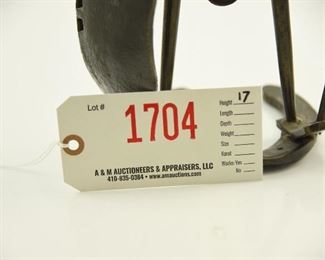 Lot #
1704
Height 17
Length
Depth
Weight
Size
Karat
Works Yes
No
A & M AUCTIONEERS & APPRAISERS, LLC
410-835-0384 • www.amauctions.com